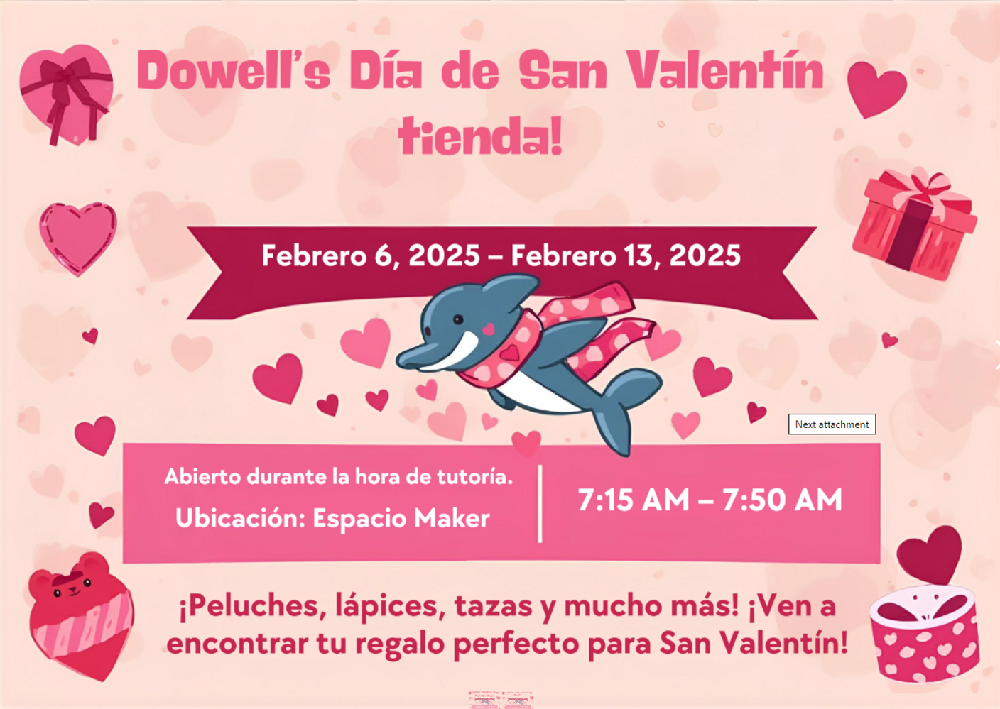 Dowell's Día de San Valentín
tienda!
Febrero 6, 2025 – Febrero 13, 2025
Next attachment
Abierto durante la hora de tutoría.
Ubicación: Espacio Maker
7:15 AM – 7:50 AM
¡Peluches, lápices, tazas y mucho más! ¡Ven a
encontrar tu regalo perfecto para San Valentín!